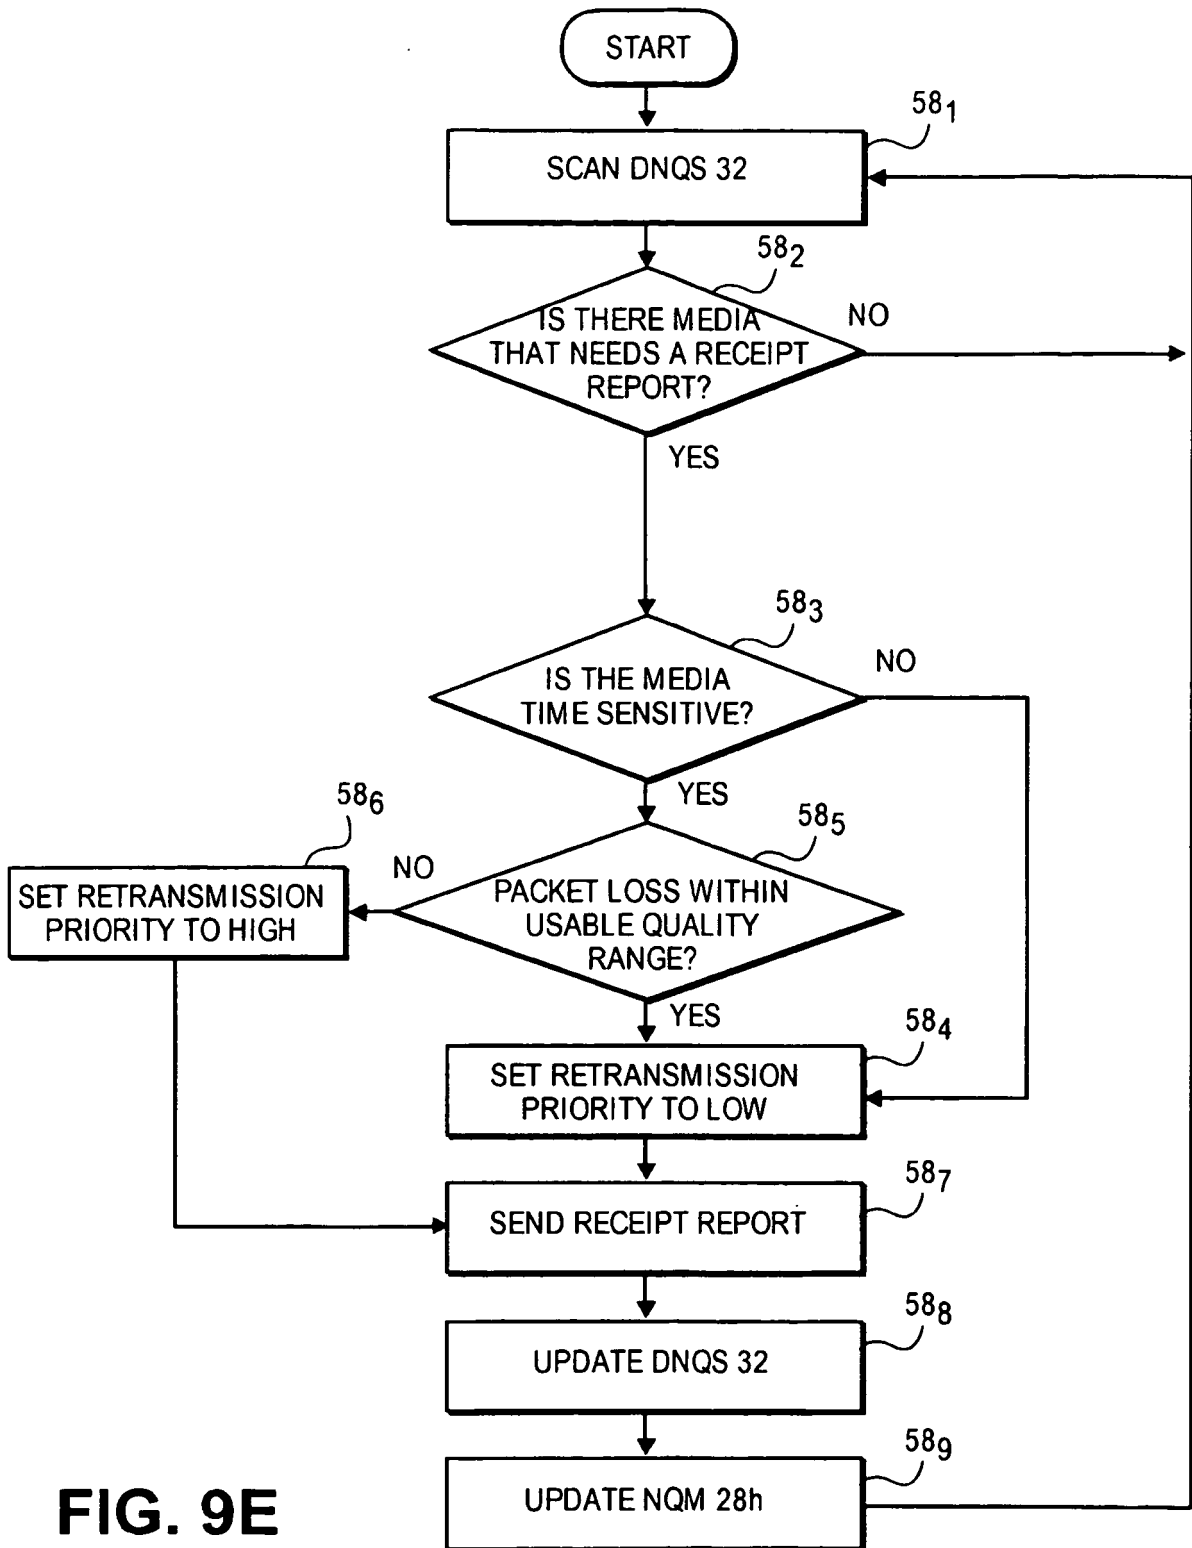 START
58₁
SCAN DNQS 32
58₂
IS THERE MEDIA
THAT NEEDS A RECEIPT
REPORT?
NO
YES
58₃
IS THE MEDIA
TIME SENSITIVE?
NO
YES
58₆
SET RETRANSMISSION
PRIORITY TO HIGH
NO
58₅
PACKET LOSS WITHIN
USABLE QUALITY
RANGE?
YES
58₄
SET RETRANSMISSION
PRIORITY TO LOW
58₇
SEND RECEIPT REPORT
58₈
UPDATE DNQS 32
58₉
UPDATE NQM 28h
FIG. 9E